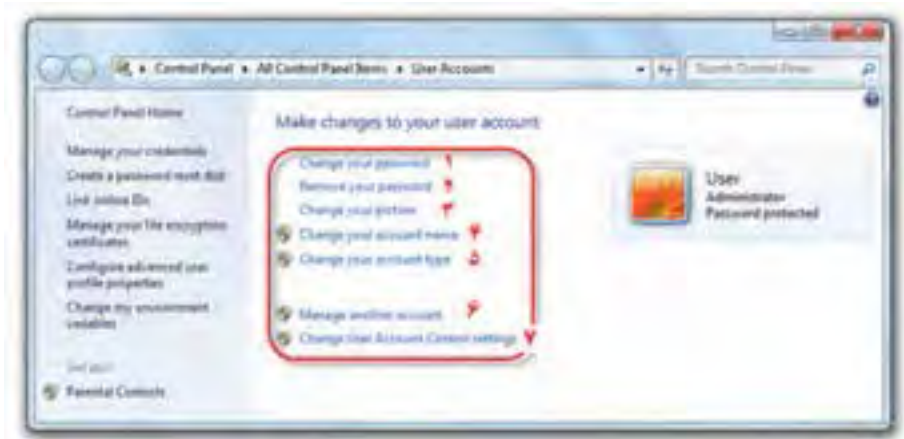 Control Panel ▸ All Control Panel Items ▸ User Accounts
Search Control Panel
Control Panel Home
Manage your credentials
Create a password reset disk
Link online IDs
Manage your file encryption
certificates
Configure advanced user
profile properties
Change my environment
variables
See also
Parental Controls
Make changes to your user account
Change your password ۱
Remove your password ۲
Change your picture ۳
Change your account name ۴
Change your account type ۵
Manage another account ۶
Change User Account Control settings ۷
User
Administrator
Password protected